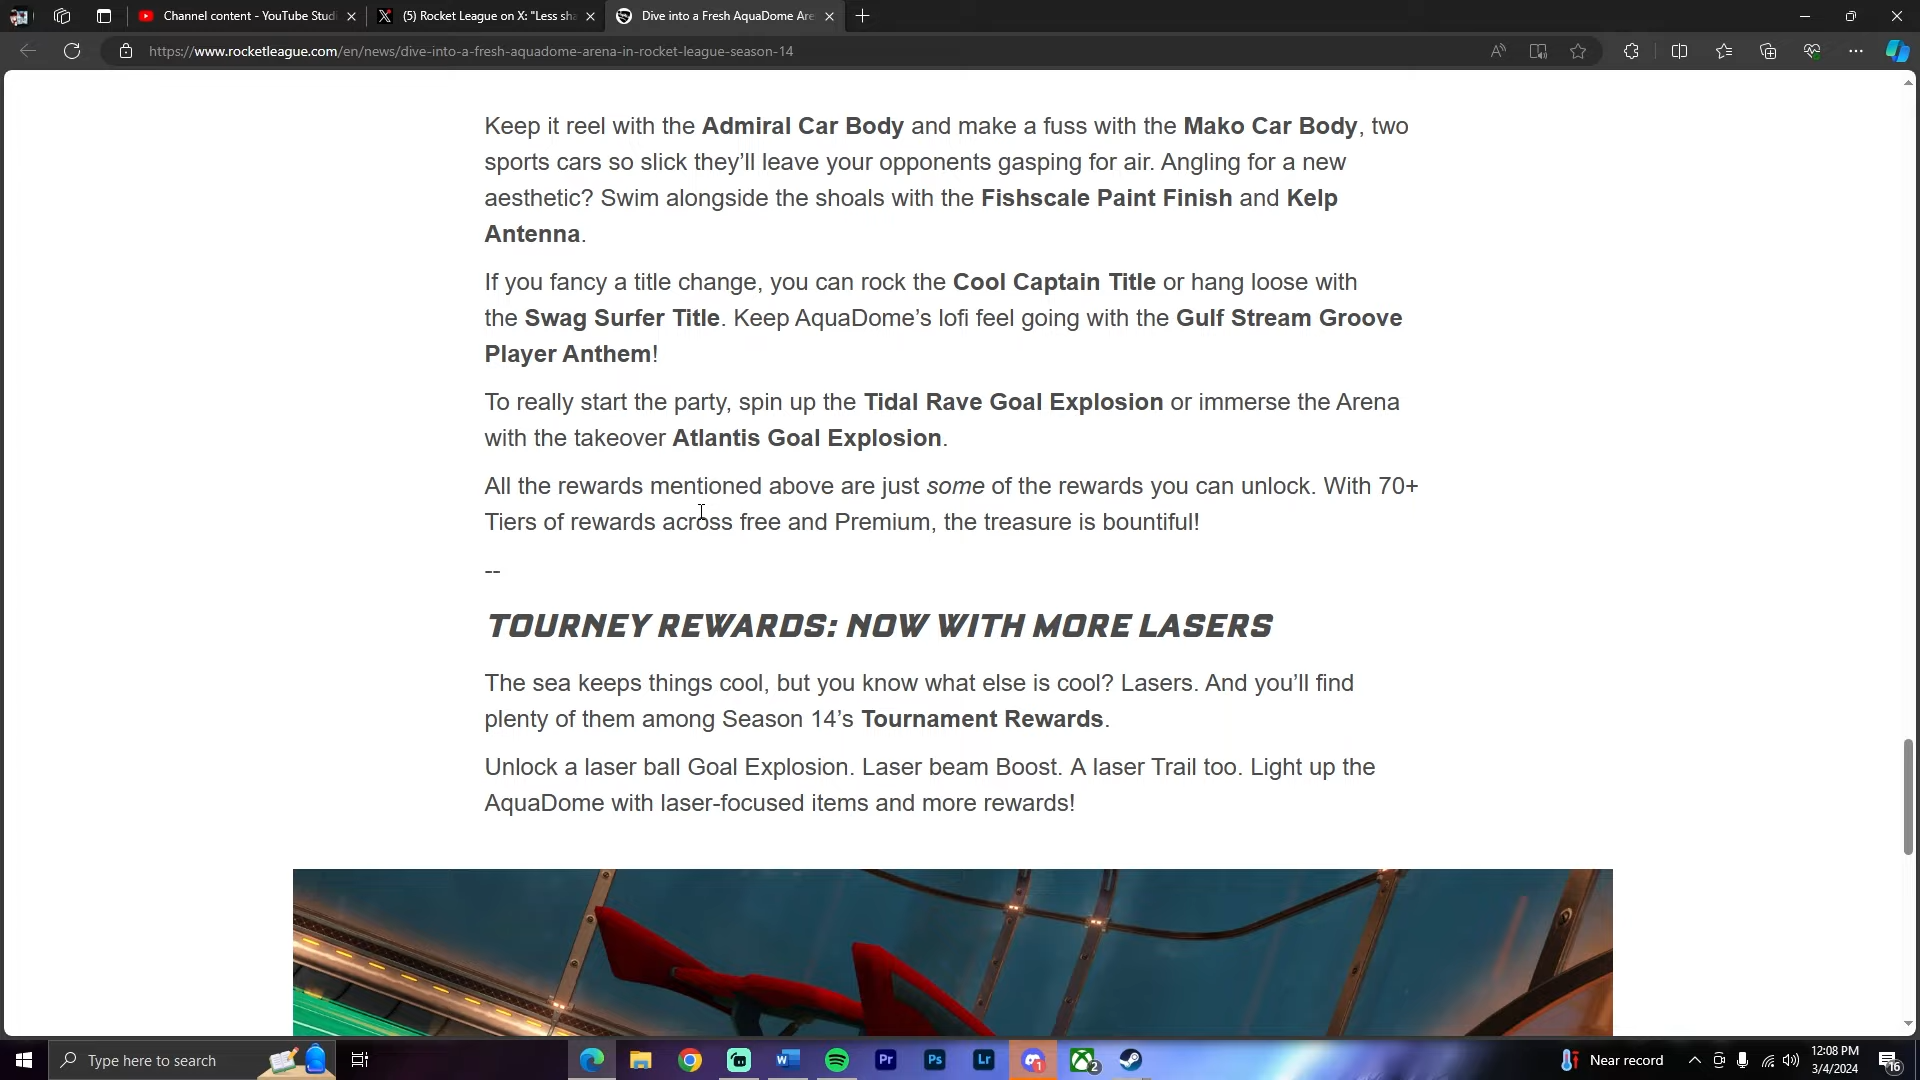 Channel content - YouTube Studi
(5) Rocket League on X: "Less sha
Dive into a Fresh AquaDome Are
https://www.rocketleague.com/en/news/dive-into-a-fresh-aquadome-arena-in-rocket-league-season-14
Keep it reel with the Admiral Car Body and make a fuss with the Mako Car Body, two
sports cars so slick they’ll leave your opponents gasping for air. Angling for a new
aesthetic? Swim alongside the shoals with the Fishscale Paint Finish and Kelp
Antenna.
If you fancy a title change, you can rock the Cool Captain Title or hang loose with
the Swag Surfer Title. Keep AquaDome’s lofi feel going with the Gulf Stream Groove
Player Anthem!
To really start the party, spin up the Tidal Rave Goal Explosion or immerse the Arena
with the takeover Atlantis Goal Explosion.
All the rewards mentioned above are just some of the rewards you can unlock. With 70+
Tiers of rewards across free and Premium, the treasure is bountiful!
--
TOURNEY REWARDS: NOW WITH MORE LASERS
The sea keeps things cool, but you know what else is cool? Lasers. And you’ll find
plenty of them among Season 14’s Tournament Rewards.
Unlock a laser ball Goal Explosion. Laser beam Boost. A laser Trail too. Light up the
AquaDome with laser-focused items and more rewards!
Type here to search
W
Pr
Ps
Lr
1
2
Near record
12:08 PM
3/4/2024
16